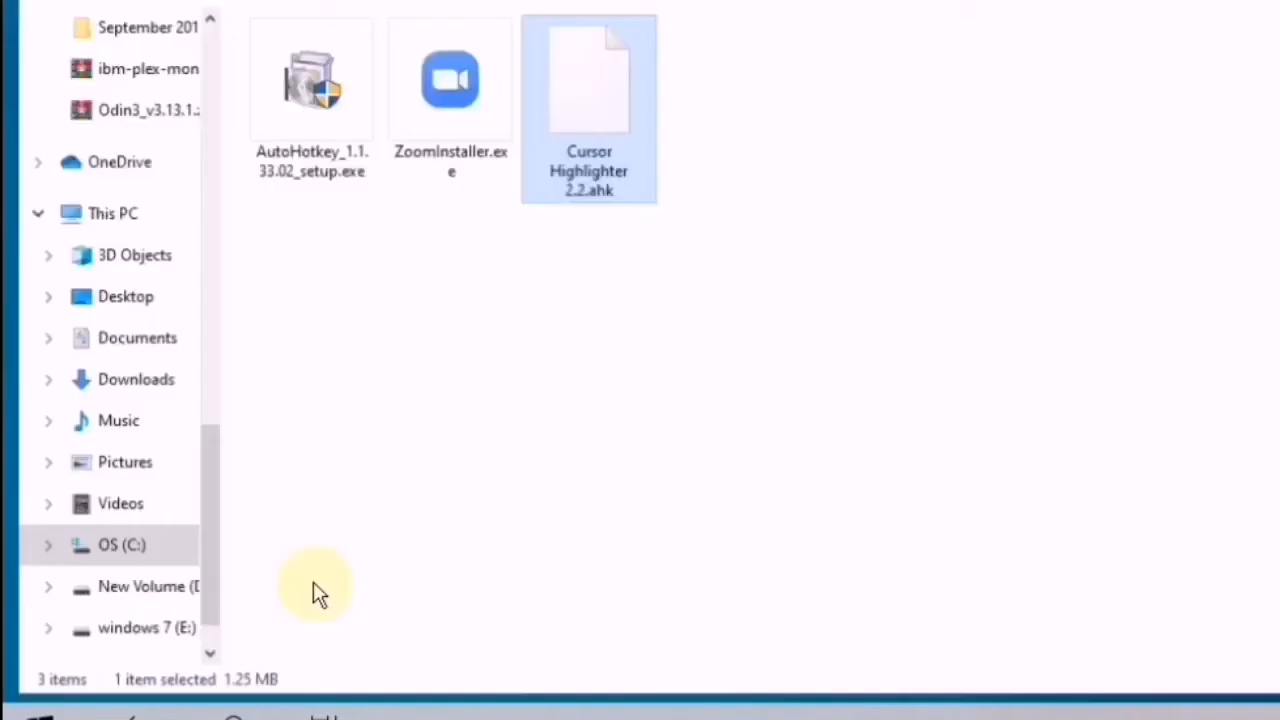 September 201
ibm-plex-mon
Odin3_v3.13.1.:
OneDrive
This PC
3D Objects
Desktop
Documents
Downloads
Music
Pictures
Videos
OS (C:)
New Volume (D
windows 7 (E:)
AutoHotkey_1.1.
33.02_setup.exe
ZoomInstaller.ex
e
Cursor
Highlighter
2.2.ahk
3 items 1 item selected 1.25 MB